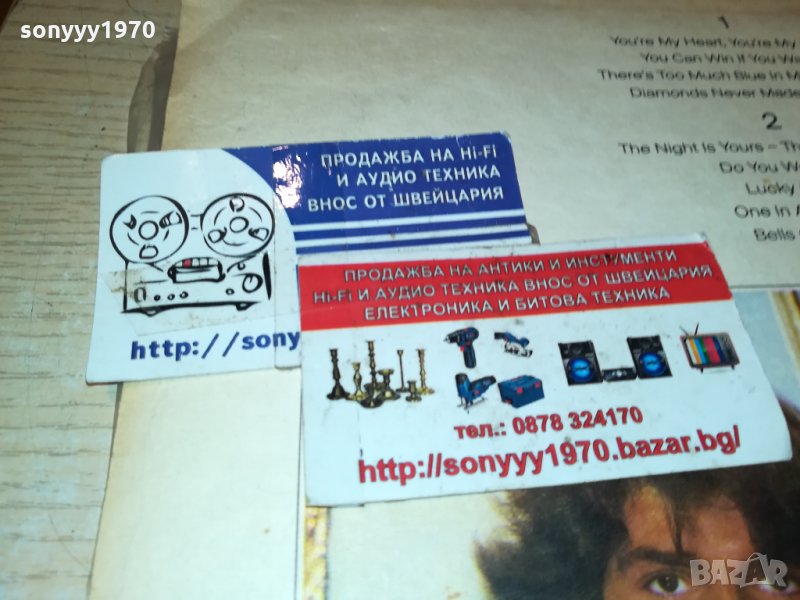 sonyyy1970
1
You're My Heart, You're My
You Can Win If You Wa
There's Too Much Blue In M
Diamonds Never Made
2
The Night Is Yours – Th
Do You W
Lucky
One In A
Bells
ПРОДАЖБА НА Hi-Fi
И АУДИО ТЕХНИКА
ВНОС ОТ ШВЕЙЦАРИЯ
http://sony
ПРОДАЖБА НА АНТИКИ И ИНСТУМЕНТИ
Hi-Fi И АУДИО ТЕХНИКА ВНОС ОТ ШВЕЙЦАРИЯ
ЕЛЕКТРОНИКА И БИТОВА ТЕХНИКА
тел.: 0878 324170
http://sonyyy1970.bazar.bg/
BAZAR